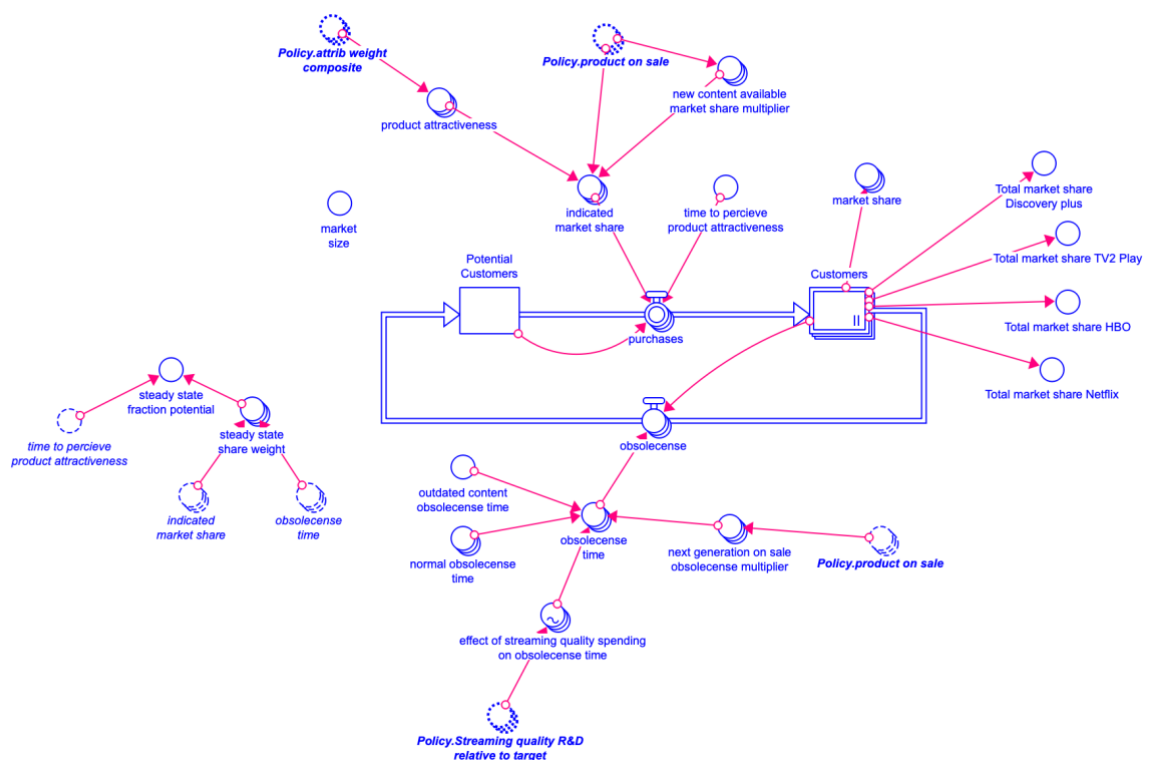 Policy.attrib weight
composite
Policy.product on sale
new content available
market share multiplier
product attractiveness
market
size
indicated
market share
time to percieve
product attractiveness
market share
Total market share
Discovery plus
Total market share TV2 Play
Total market share HBO
Total market share Netflix
Potential
Customers
purchases
Customers
obsolecense
steady state
fraction potential
time to percieve
product attractiveness
steady state
share weight
indicated
market share
obsolecense
time
outdated content
obsolecense time
normal obsolecense
time
obsolecense
time
next generation on sale
obsolecense multiplier
Policy.product on sale
effect of streaming quality spending
on obsolecense time
Policy.Streaming quality R&D
relative to target